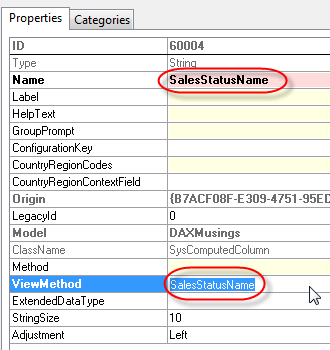 Properties Categories
ID 60004
Type String
Name SalesStatusName
Label
HelpText
GroupPrompt
ConfigurationKey
CountryRegionCodes
CountryRegionContextField
Origin {B7ACF08F-E309-4751-95ED
LegacyId 0
Model DAXMusings
ClassName SysComputedColumn
Method
ViewMethod SalesStatusName
ExtendedDataType
StringSize 10
Adjustment Left